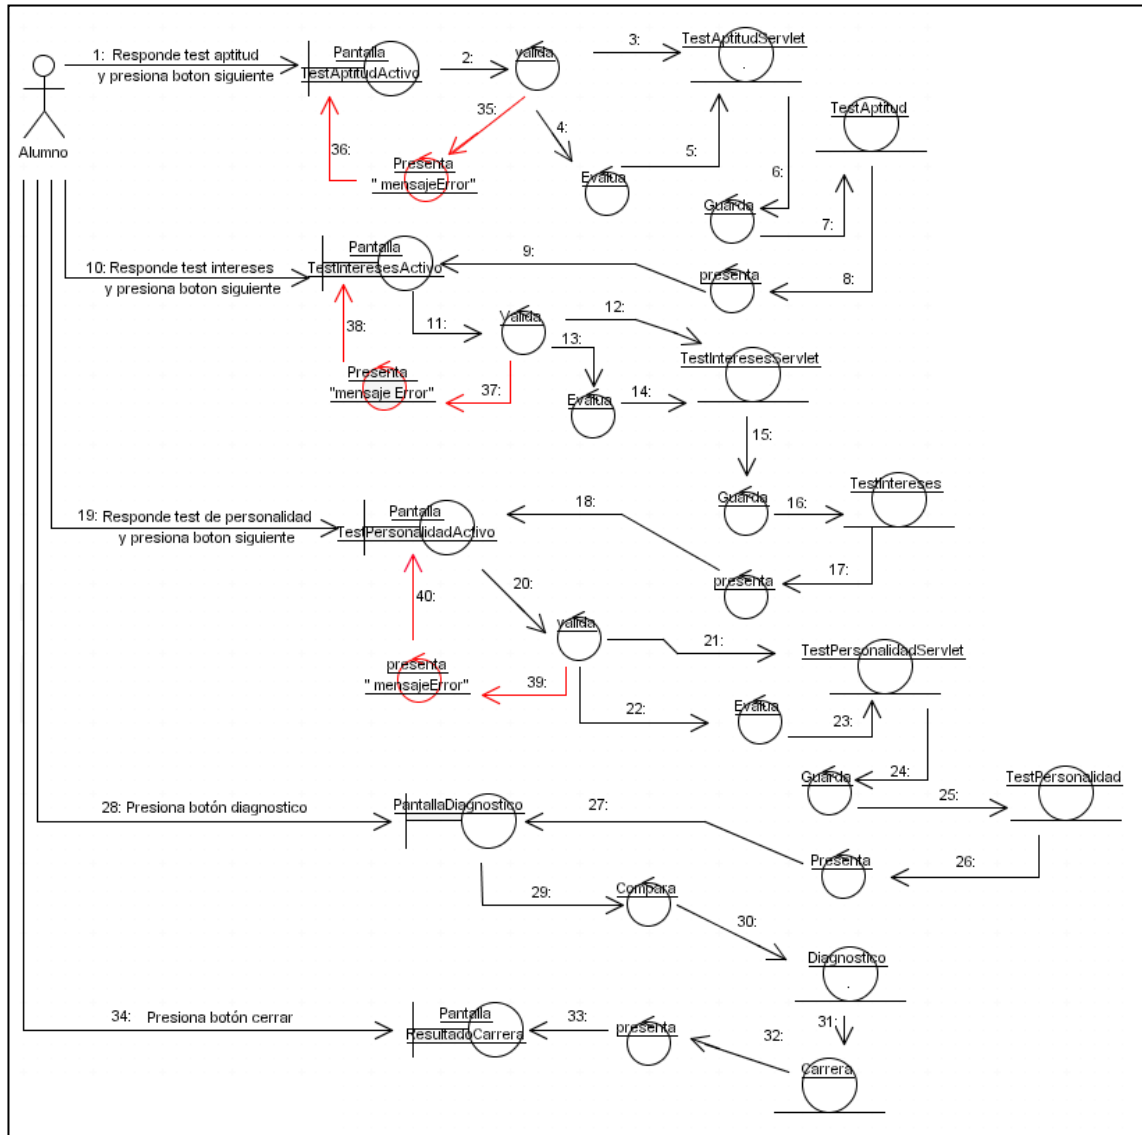 1: Responde test aptitud
y presiona boton siguiente
Pantalla
TestAptitudActivo
2:
valida
3:
TestAptitudServlet
.
TestAptitud
35:
4:
5:
6:
36:
Alumno
Presenta
" mensajeError"
Evalua
Guarda
7:
Pantalla
TestInteresesActivo
9:
8:
presenta
10: Responde test intereses
y presiona boton siguiente
38:
11:
Valida
12:
13:
TestInteresesServlet
Presenta
"mensaje Error"
37:
Evalua
14:
15:
19: Responde test de personalidad
y presiona boton siguiente
Pantalla
TestPersonalidadActivo
18:
Guarda
16:
TestIntereses
17:
presenta
40:
20:
valida
21:
TestPersonalidadServlet
presenta
" mensajeError"
39:
22:
Evalua
23:
24:
Guarda
25:
TestPersonalidad
28: Presiona botón diagnostico
PantallaDiagnostico
27:
Presenta
26:
29:
Compara
30:
Diagnostico
.
34: Presiona botón cerrar
Pantalla
ResultadoCarrera
33:
presenta
32:
31:
Carrera